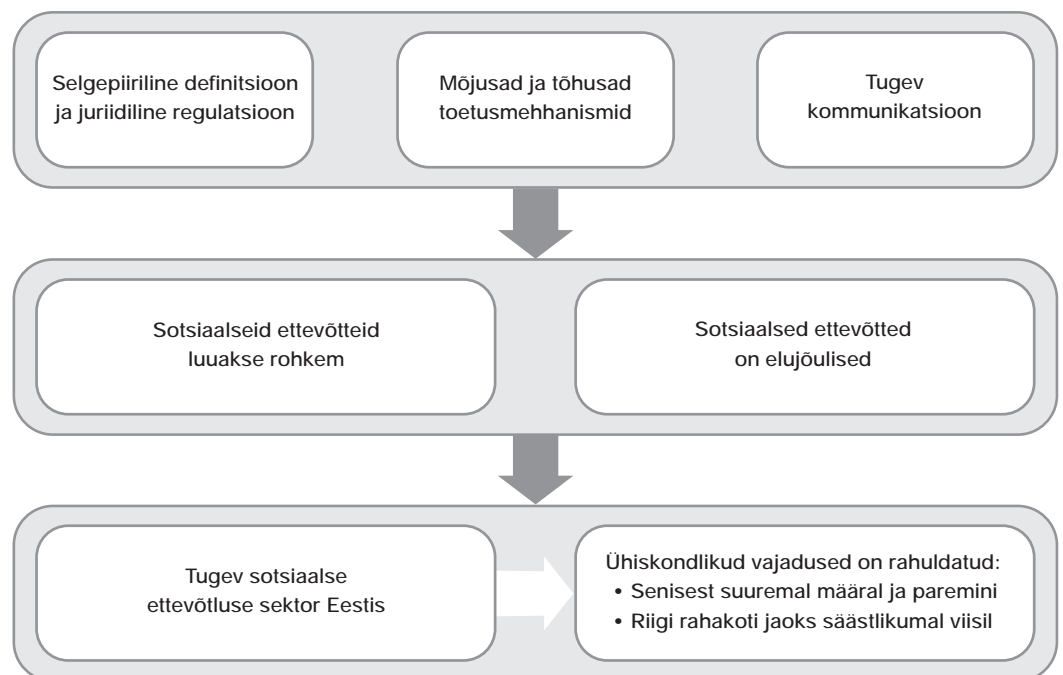 Selgepiiriline definitsioon
ja juriidiline regulatsioon
Mõjusad ja tõhusad
toetusmehhanismid
Tugev
kommunikatsioon
Sotsiaalseid ettevõtteid
luuakse rohkem
Sotsiaalsed ettevõtted
on elujõulised
Tugev sotsiaalse
ettevõtluse sektor Eestis
Ühiskondlikud vajadused on rahuldatud:
• Senisest suuremal määral ja paremini
• Riigi rahakoti jaoks säästlikumal viisil